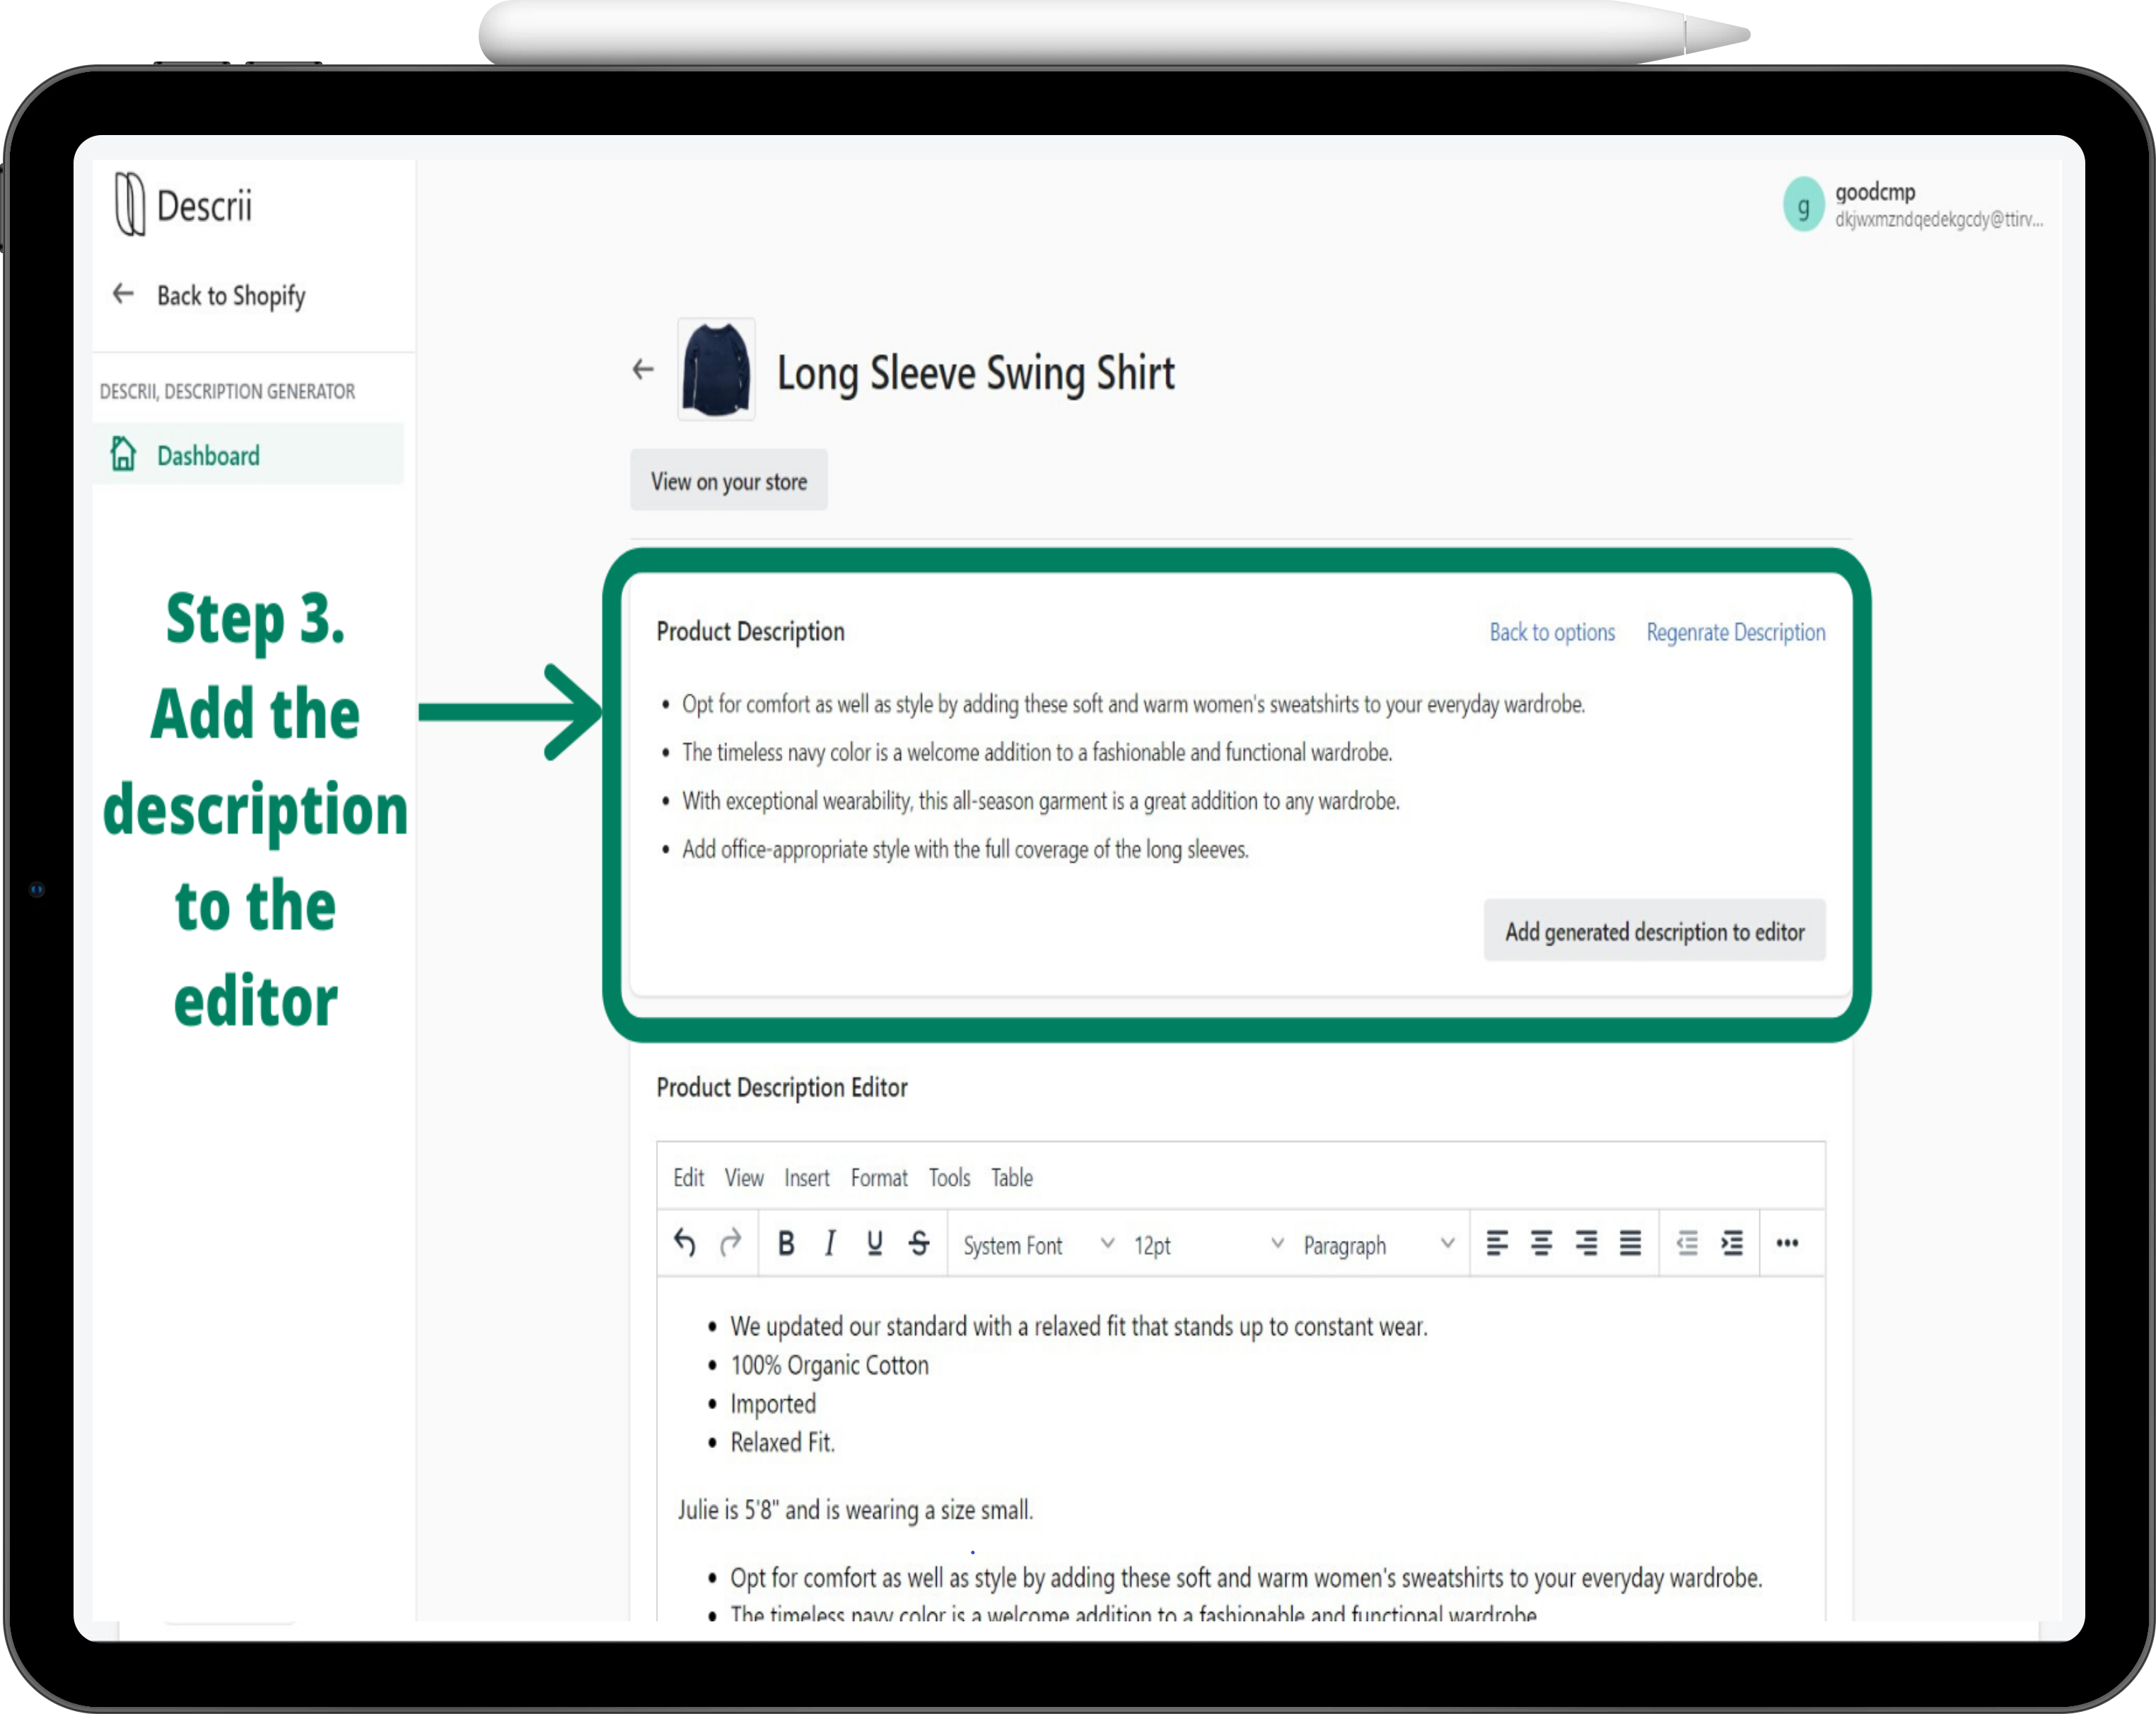 Descrii
goodcmp
dkjwxmzndqedekgcdy@ttirv...
g
Back to Shopify
DESCRII, DESCRIPTION GENERATOR
Dashboard
Step 3.
Add the
description
to the
editor
Long Sleeve Swing Shirt
View on your store
Product Description
Back to options
Regenrate Description
• Opt for comfort as well as style by adding these soft and warm women's sweatshirts to your everyday wardrobe.
• The timeless navy color is a welcome addition to a fashionable and functional wardrobe.
• With exceptional wearability, this all-season garment is a great addition to any wardrobe.
• Add office-appropriate style with the full coverage of the long sleeves.
Add generated description to editor
Product Description Editor
Edit View Insert Format Tools Table
B I U S System Font 12pt Paragraph
• We updated our standard with a relaxed fit that stands up to constant wear.
• 100% Organic Cotton
• Imported
• Relaxed Fit.
Julie is 5'8" and is wearing a size small.
• Opt for comfort as well as style by adding these soft and warm women's sweatshirts to your everyday wardrobe.
• The timeless navy color is a welcome addition to a fashionable and functional wardrobe.